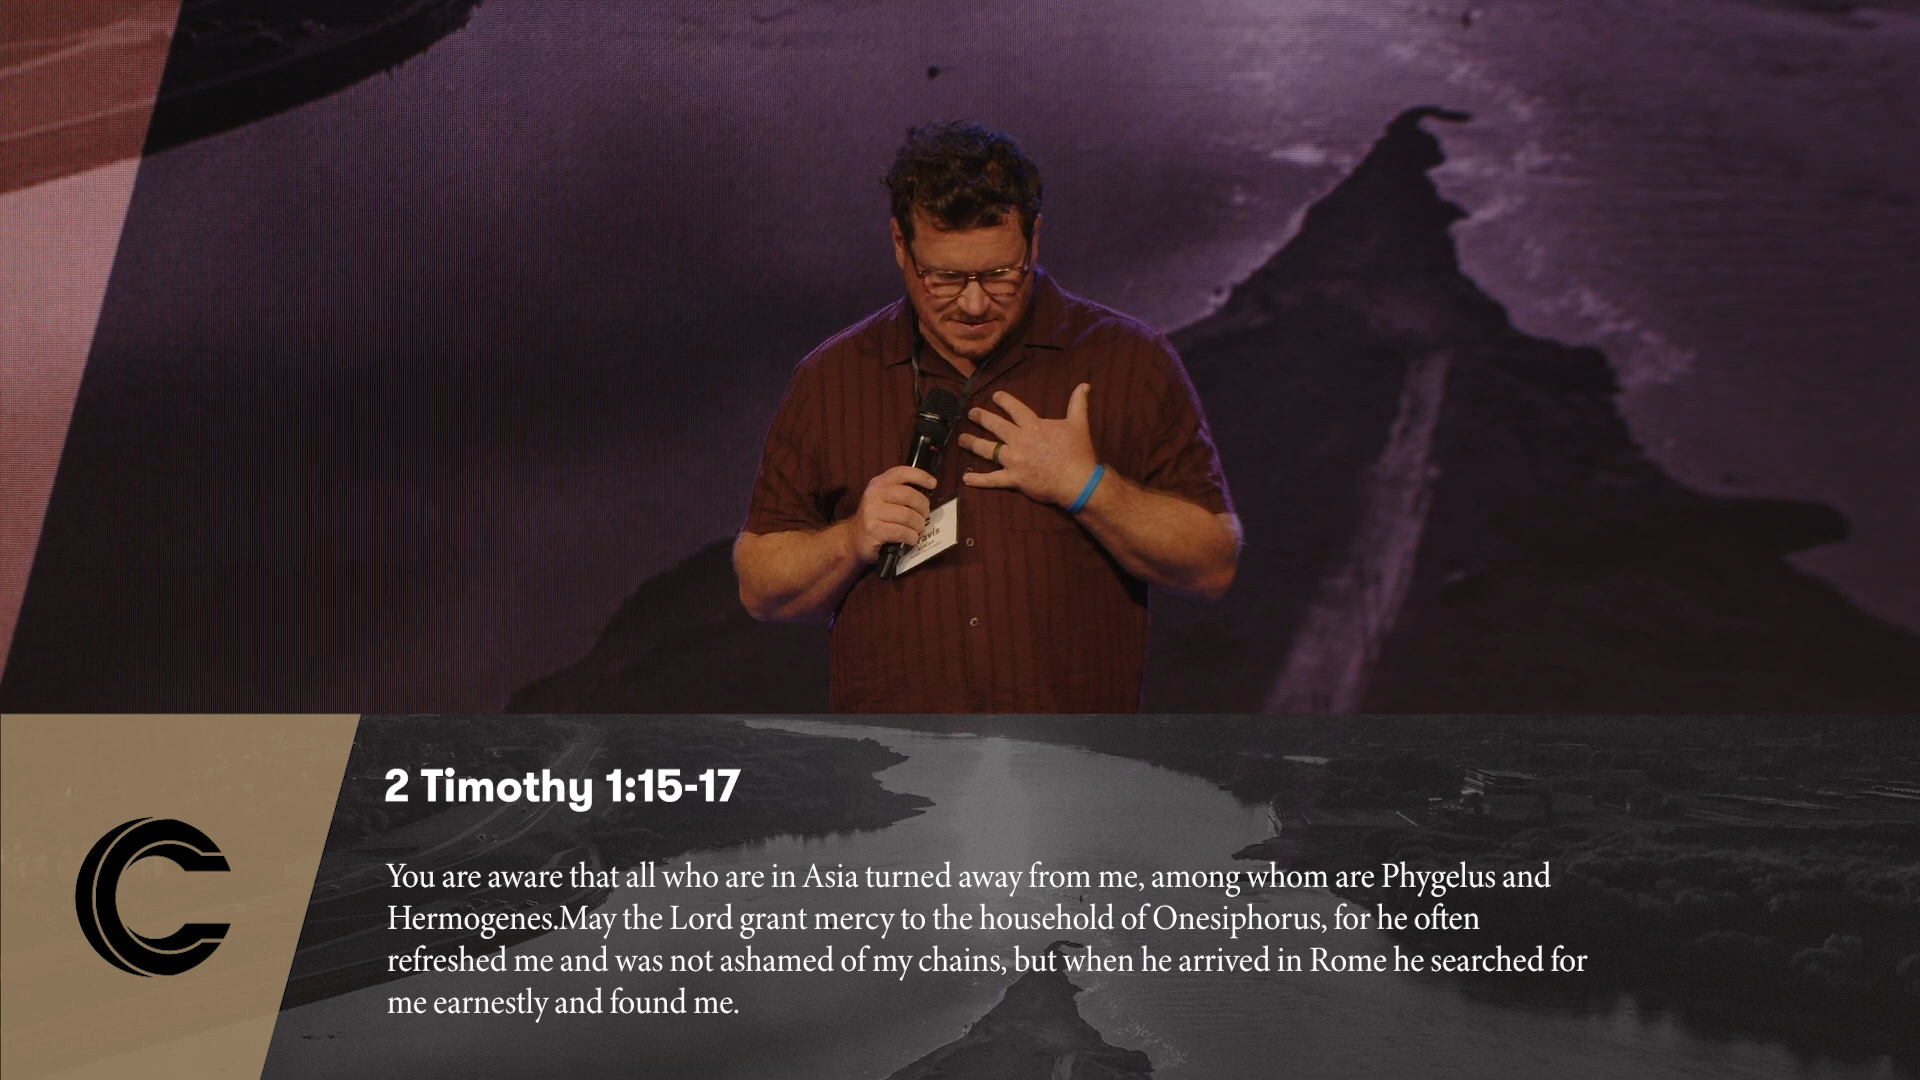 ravis
2 Timothy 1:15-17
You are aware that all who are in Asia turned away from me, among whom are Phygelus and
Hermogenes.May the Lord grant mercy to the household of Onesiphorus, for he often
refreshed me and was not ashamed of my chains, but when he arrived in Rome he searched for
me earnestly and found me.